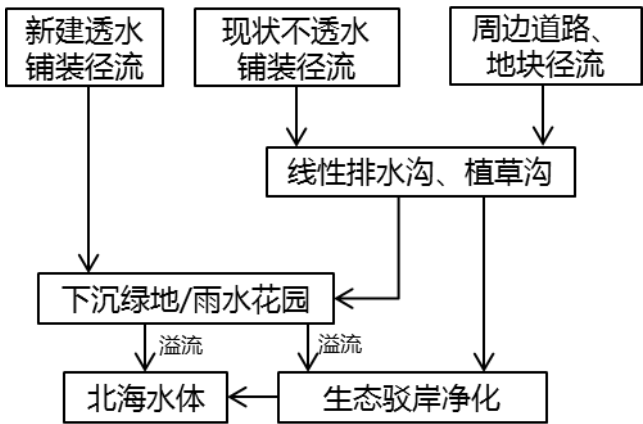 新建透水
铺装径流
现状不透水
铺装径流
周边道路、
地块径流
线性排水沟、植草沟
下沉绿地/雨水花园
溢流
溢流
北海水体
生态驳岸净化